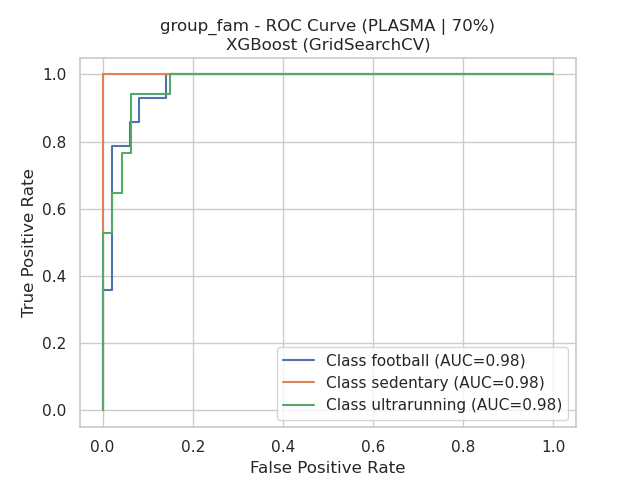 group_fam - ROC Curve (PLASMA | 70%)
XGBoost (GridSearchCV)
True Positive Rate
1.0
0.8
0.6
0.4
0.2
0.0
Class football (AUC=0.98)
Class sedentary (AUC=0.98)
Class ultrarunning (AUC=0.98)
0.0 0.2 0.4 0.6 0.8 1.0
False Positive Rate